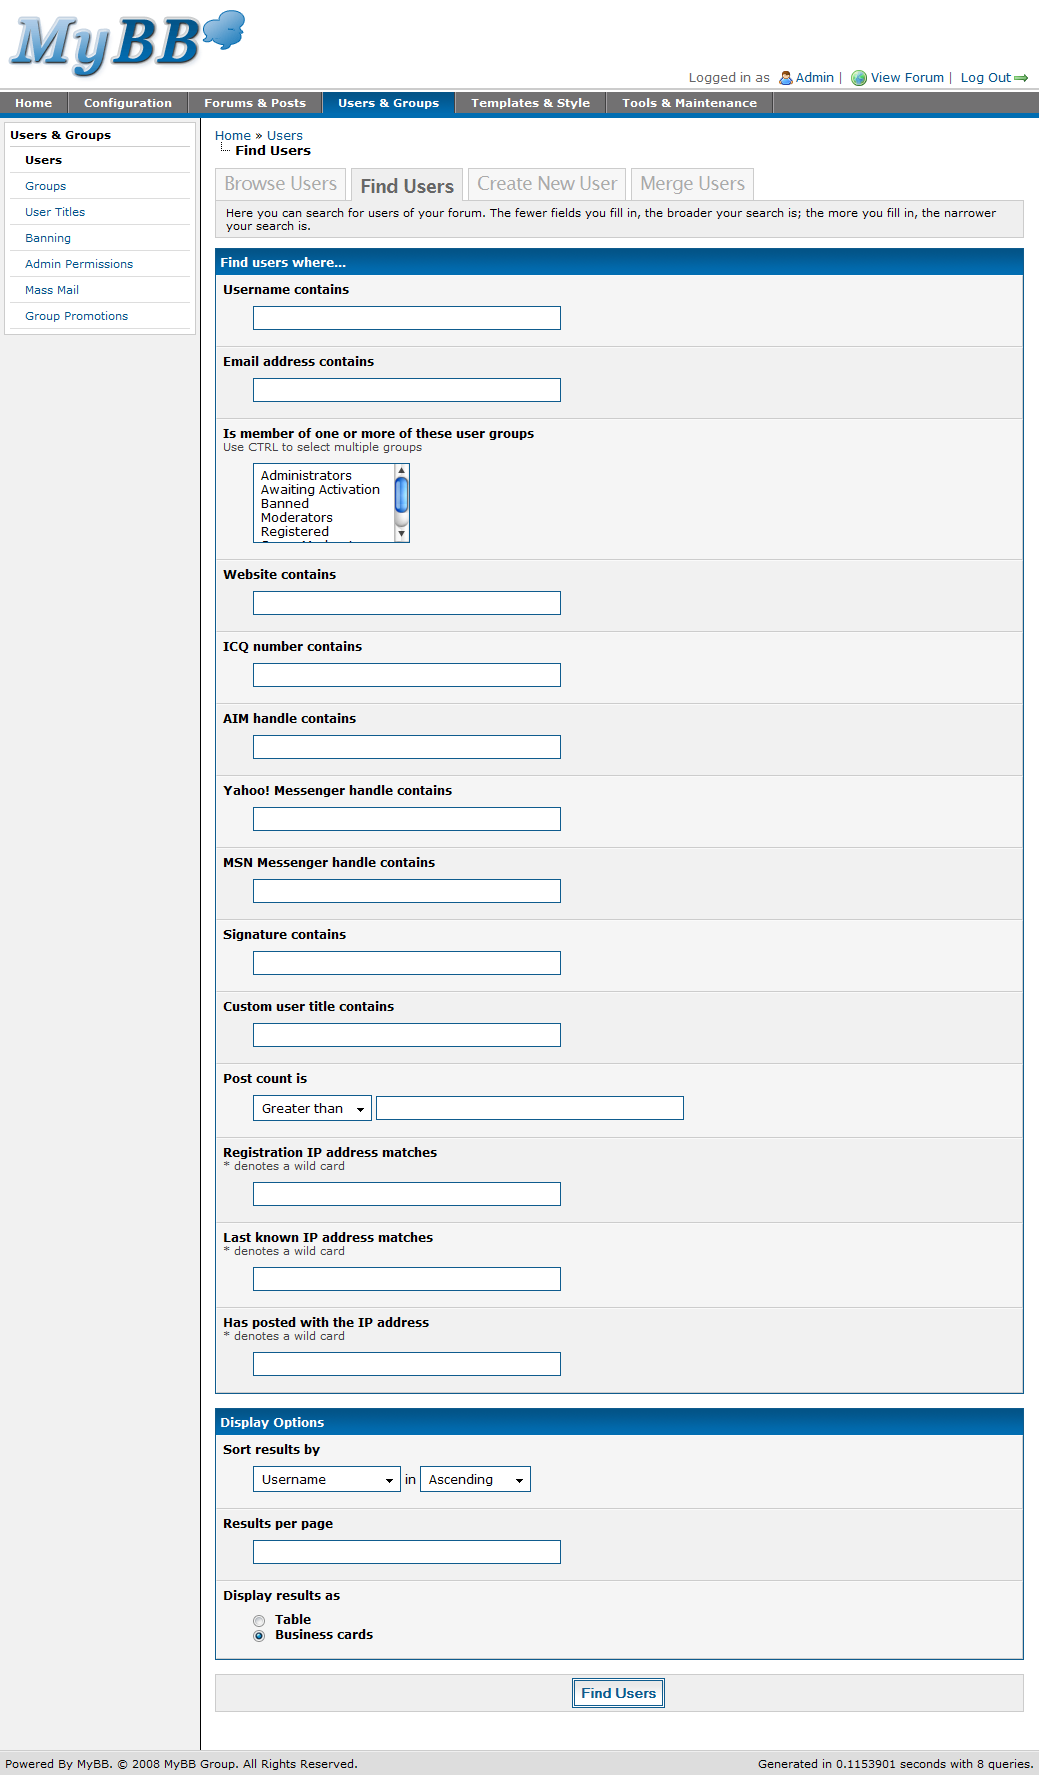 MyBB
Logged in as Admin | View Forum | Log Out
Home Configuration Forums & Posts Users & Groups Templates & Style Tools & Maintenance
Users & Groups
Users
Groups
User Titles
Banning
Admin Permissions
Mass Mail
Group Promotions
Home » Users
Find Users
Browse Users Find Users Create New User Merge Users
Here you can search for users of your forum. The fewer fields you fill in, the broader your search is; the more you fill in, the narrower
your search is.
Find users where...
Username contains
Email address contains
Is member of one or more of these user groups
Use CTRL to select multiple groups
Administrators
Awaiting Activation
Banned
Moderators
Registered
Website contains
ICQ number contains
AIM handle contains
Yahoo! Messenger handle contains
MSN Messenger handle contains
Signature contains
Custom user title contains
Post count is
Greater than
Registration IP address matches
* denotes a wild card
Last known IP address matches
* denotes a wild card
Has posted with the IP address
* denotes a wild card
Display Options
Sort results by
Username in Ascending
Results per page
Display results as
Table
Business cards
Find Users
Powered By MyBB. © 2008 MyBB Group. All Rights Reserved.
Generated in 0.1153901 seconds with 8 queries.